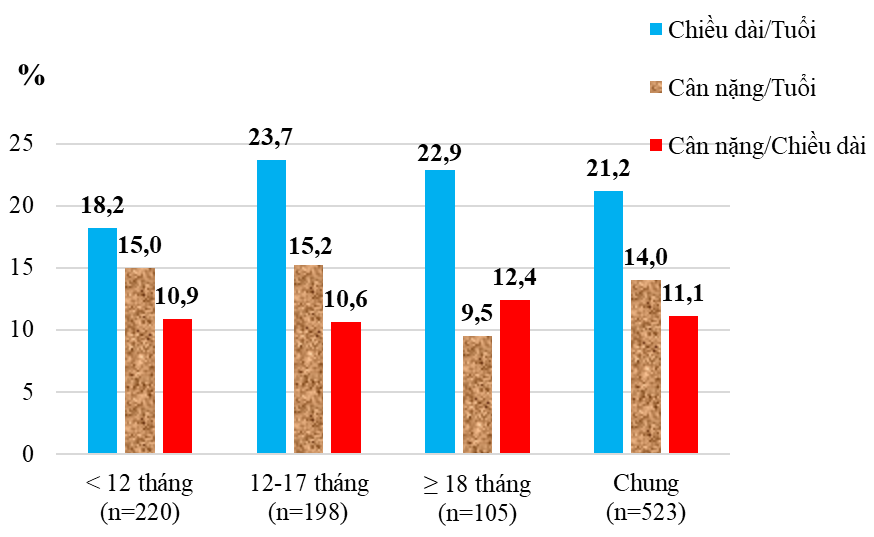 Chiều dài/Tuổi
%
Cân nặng/Tuổi
Cân nặng/Chiều dài
25
20
15
10
5
0
18,2
15,0
10,9
23,7
15,2
10,6
22,9
9,5
12,4
21,2
14,0
11,1
< 12 tháng
(n=220)
12-17 tháng
(n=198)
≥ 18 tháng
(n=105)
Chung
(n=523)